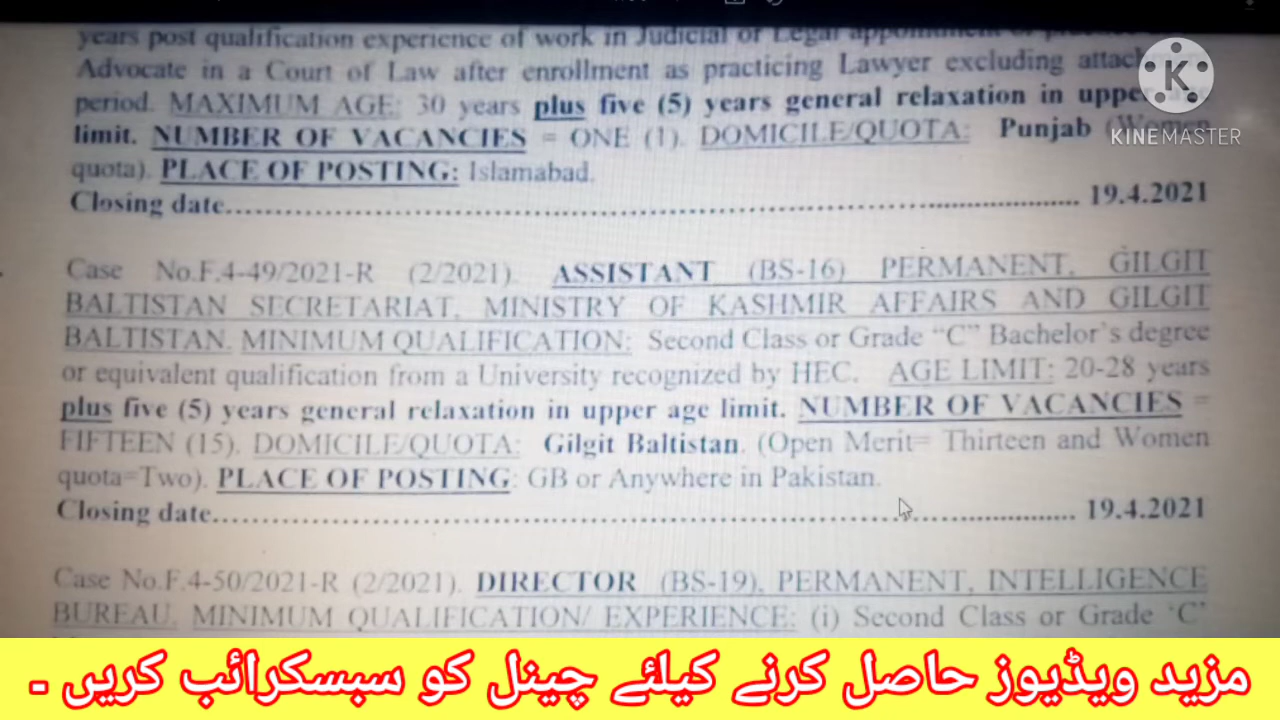 years post qualification experience of work in Judicial or Legal
Advocate in a Court of Law after enrollment as practicing Lawyer excluding
period. MAXIMUM AGE: 30 years plus five (5) years general relaxation in upper
limit. NUMBER OF VACANCIES = ONE (1). DOMICILE/QUOTA: Punjab (Women
quota). PLACE OF POSTING: Islamabad.
Closing date........................................................................................................ 19.4.2021
Case No.F.4-49/2021-R (2/2021). ASSISTANT (BS-16) PERMANENT, GILGIT
BALTISTAN SECRETARIAT, MINISTRY OF KASHMIR AFFAIRS AND GILGIT
BALTISTAN. MINIMUM QUALIFICATION: Second Class or Grade “C” Bachelor’s degree
or equivalent qualification from a University recognized by HEC. AGE LIMIT: 20-28 years
plus five (5) years general relaxation in upper age limit. NUMBER OF VACANCIES =
FIFTEEN (15). DOMICILE/QUOTA: Gilgit Baltistan. (Open Merit= Thirteen and Women
quota=Two). PLACE OF POSTING: GB or Anywhere in Pakistan.
Closing date........................................................................................................ 19.4.2021
Case No.F.4-50/2021-R (2/2021). DIRECTOR (BS-19), PERMANENT, INTELLIGENCE
BUREAU. MINIMUM QUALIFICATION/ EXPERIENCE: (i) Second Class or Grade ‘C’
K
KINEMASTER
مزید ویڈیوز حاصل کرنے کیلئے چینل کو سبسکرائب کریں ۔